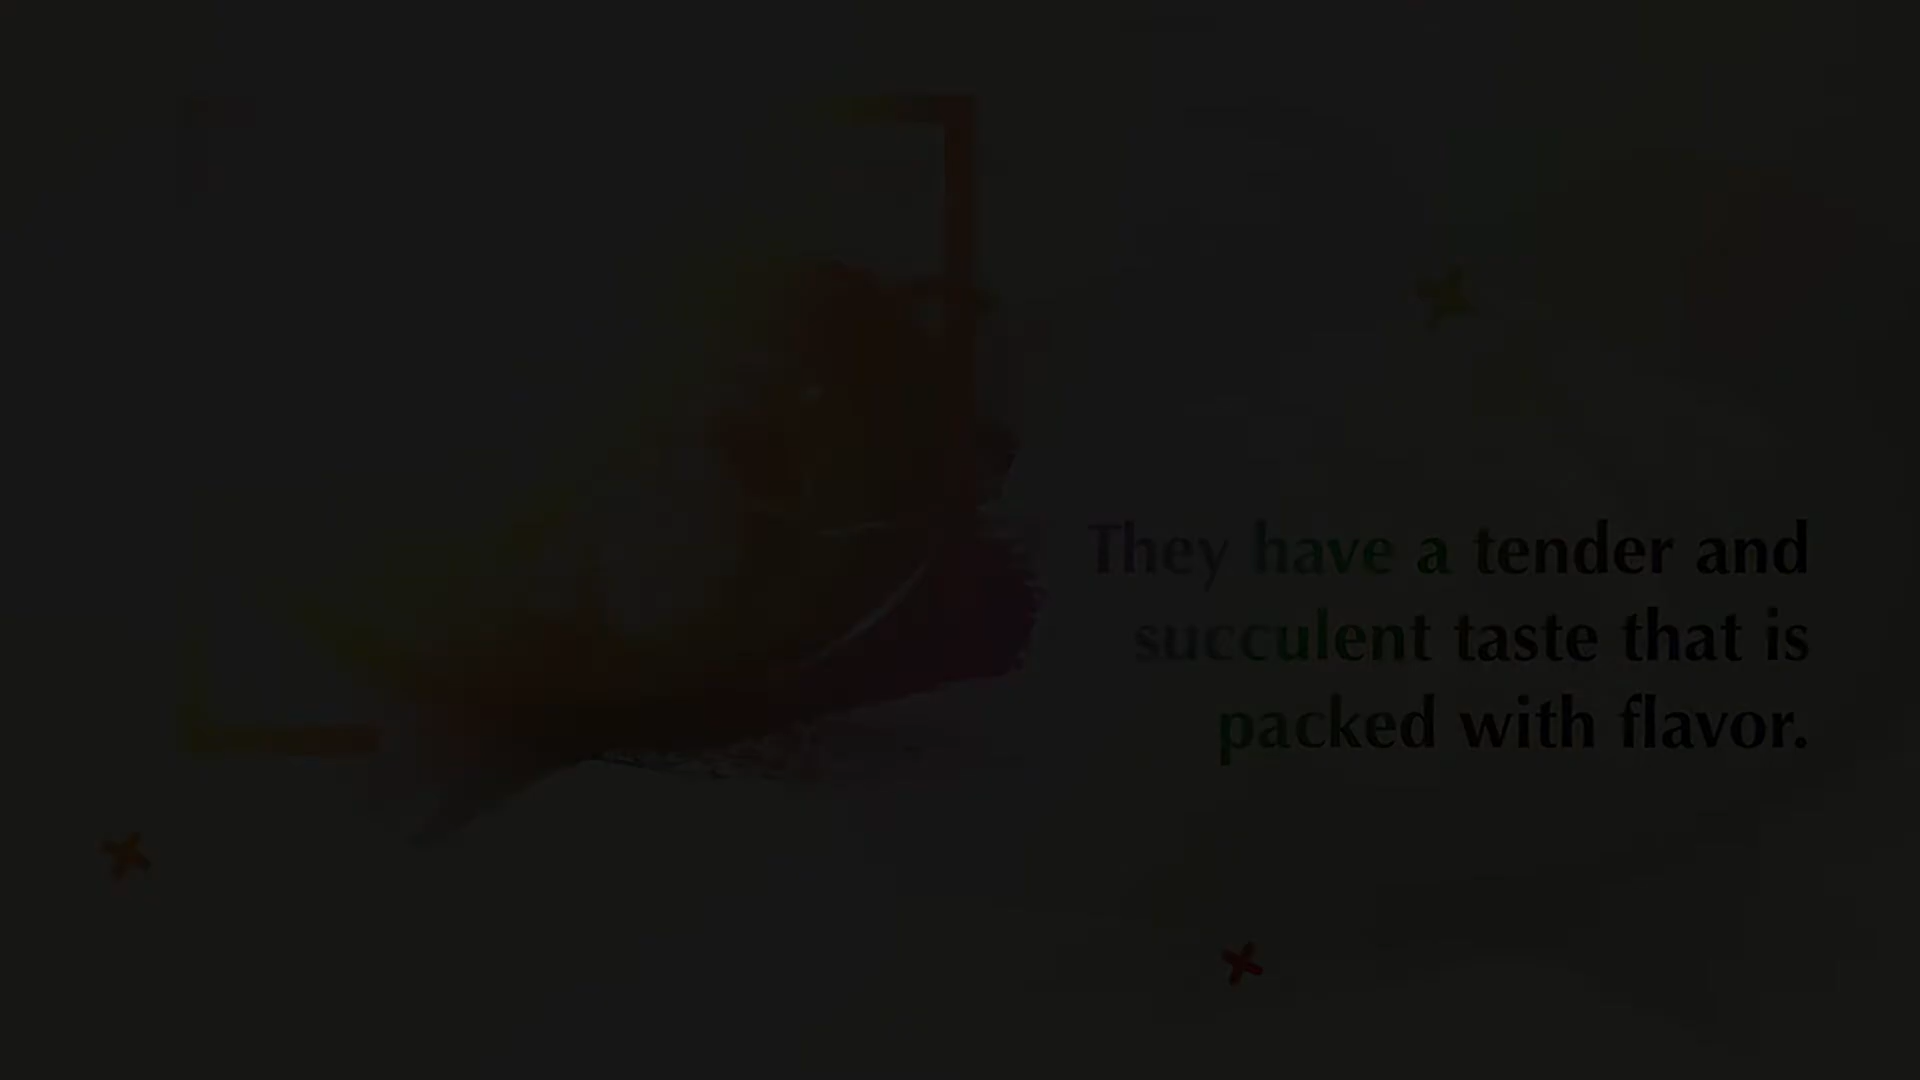 They have a tender and
succulent taste that is
packed with flavor.